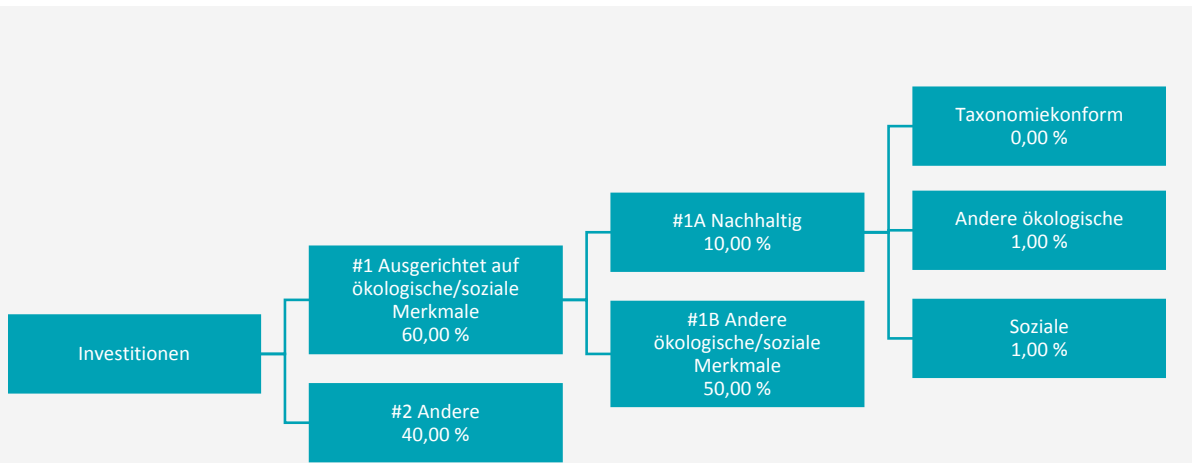 Investitionen
#1 Ausgerichtet auf
ökologische/soziale
Merkmale
60,00 %
#2 Andere
40,00 %
#1A Nachhaltig
10,00 %
#1B Andere
ökologische/soziale
Merkmale
50,00 %
Taxonomiekonform
0,00 %
Andere ökologische
1,00 %
Soziale
1,00 %